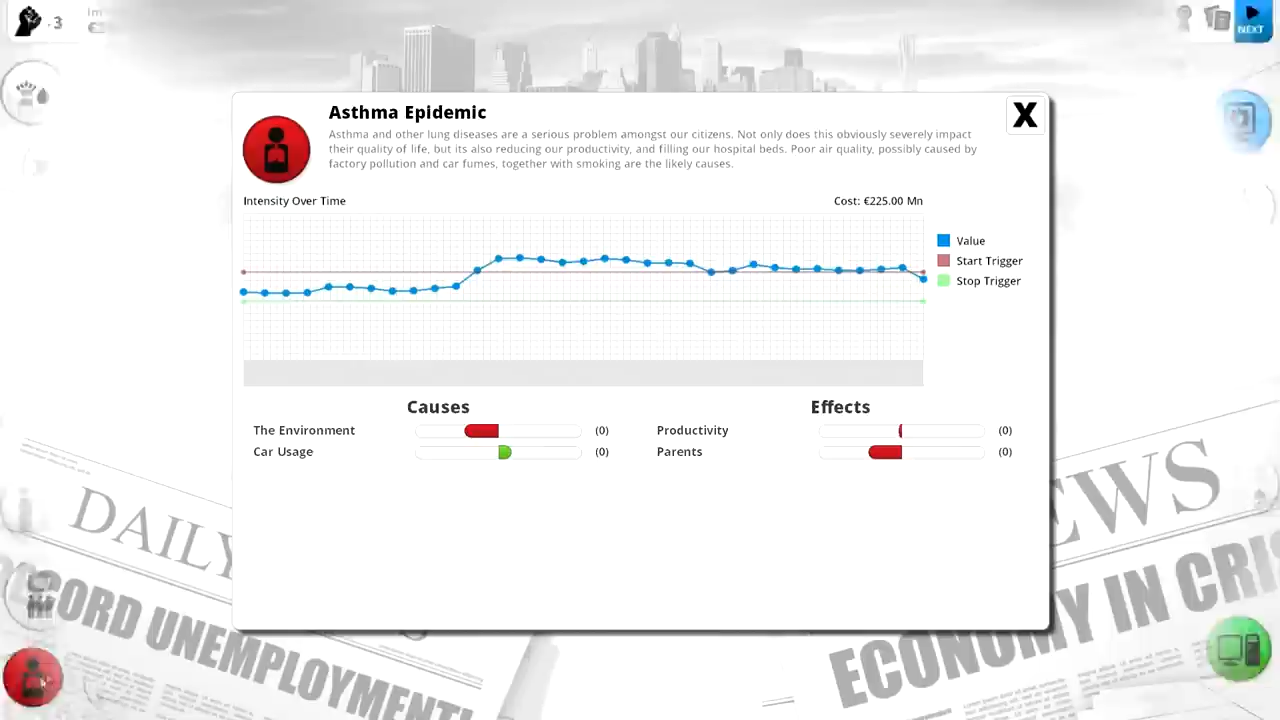 3
Im
NEXT
Asthma Epidemic
X
Asthma and other lung diseases are a serious problem amongst our citizens. Not only does this obviously severely impact
their quality of life, but its also reducing our productivity, and filling our hospital beds. Poor air quality, possibly caused by
factory pollution and car fumes, together with smoking are the likely causes.
Intensity Over Time
Cost: €225.00 Mn
Value
Start Trigger
Stop Trigger
Causes
Effects
The Environment
(0)
Productivity
(0)
Car Usage
(0)
Parents
(0)
DAILY
EWS
CORD UNEMPLOYMENT
ECONOMY IN CRIS